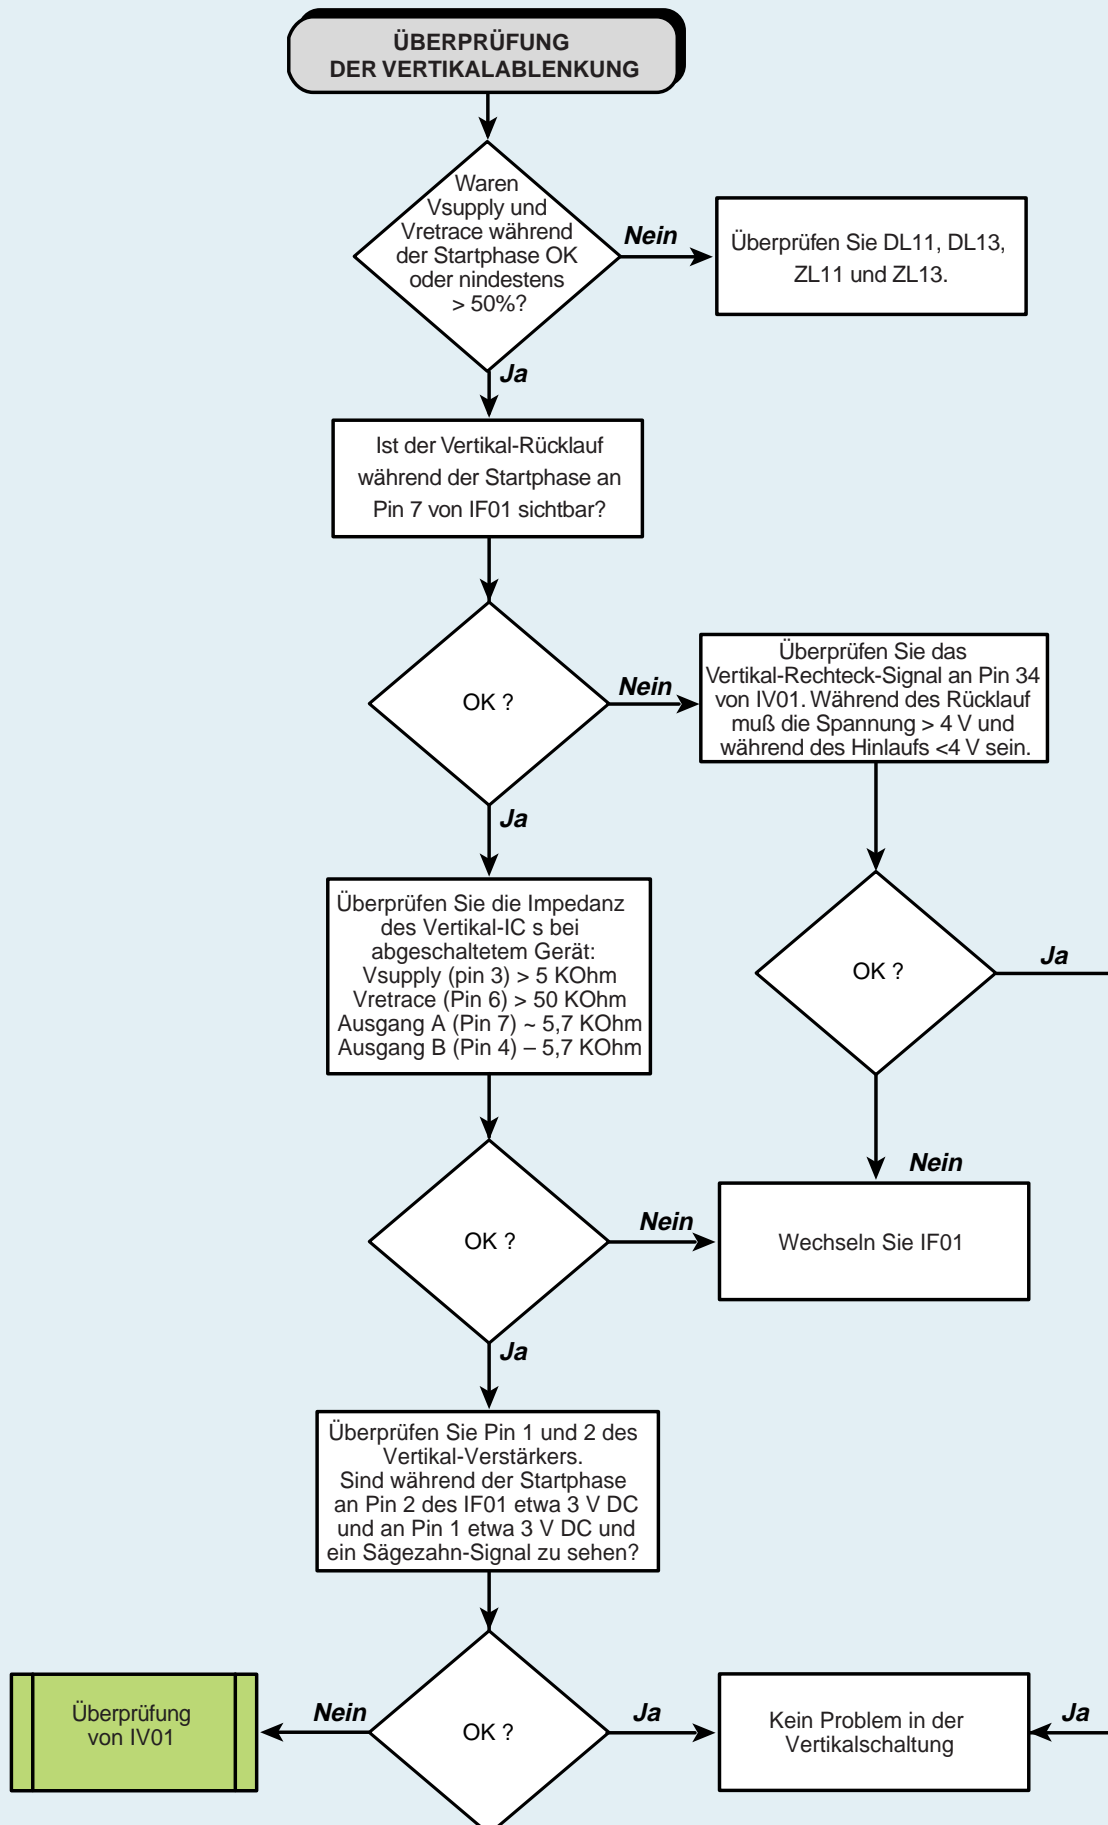 ÜBERPRÜFUNG
DER VERTIKALABLENKUNG
Waren
Vsupply und
Vretrace während
der Startphase OK
oder nindestens
> 50%?
Nein
Überprüfen Sie DL11, DL13,
ZL11 und ZL13.
Ja
Ist der Vertikal-Rücklauf
während der Startphase an
Pin 7 von IF01 sichtbar?
OK ?
Nein
Überprüfen Sie das
Vertikal-Rechteck-Signal an Pin 34
von IV01. Während des Rücklauf
muß die Spannung > 4 V und
während des Hinlaufs <4 V sein.
Ja
Überprüfen Sie die Impedanz
des Vertikal-IC s bei
abgeschaltetem Gerät:
Vsupply (pin 3) > 5 KOhm
Vretrace (Pin 6) > 50 KOhm
Ausgang A (Pin 7) ~ 5,7 KOhm
Ausgang B (Pin 4) – 5,7 KOhm
OK ?
Ja
Nein
OK ?
Nein
Wechseln Sie IF01
Ja
Überprüfen Sie Pin 1 und 2 des
Vertikal-Verstärkers.
Sind während der Startphase
an Pin 2 des IF01 etwa 3 V DC
und an Pin 1 etwa 3 V DC und
ein Sägezahn-Signal zu sehen?
Überprüfung
von IV01
Nein
OK ?
Ja
Kein Problem in der
Vertikalschaltung
Ja